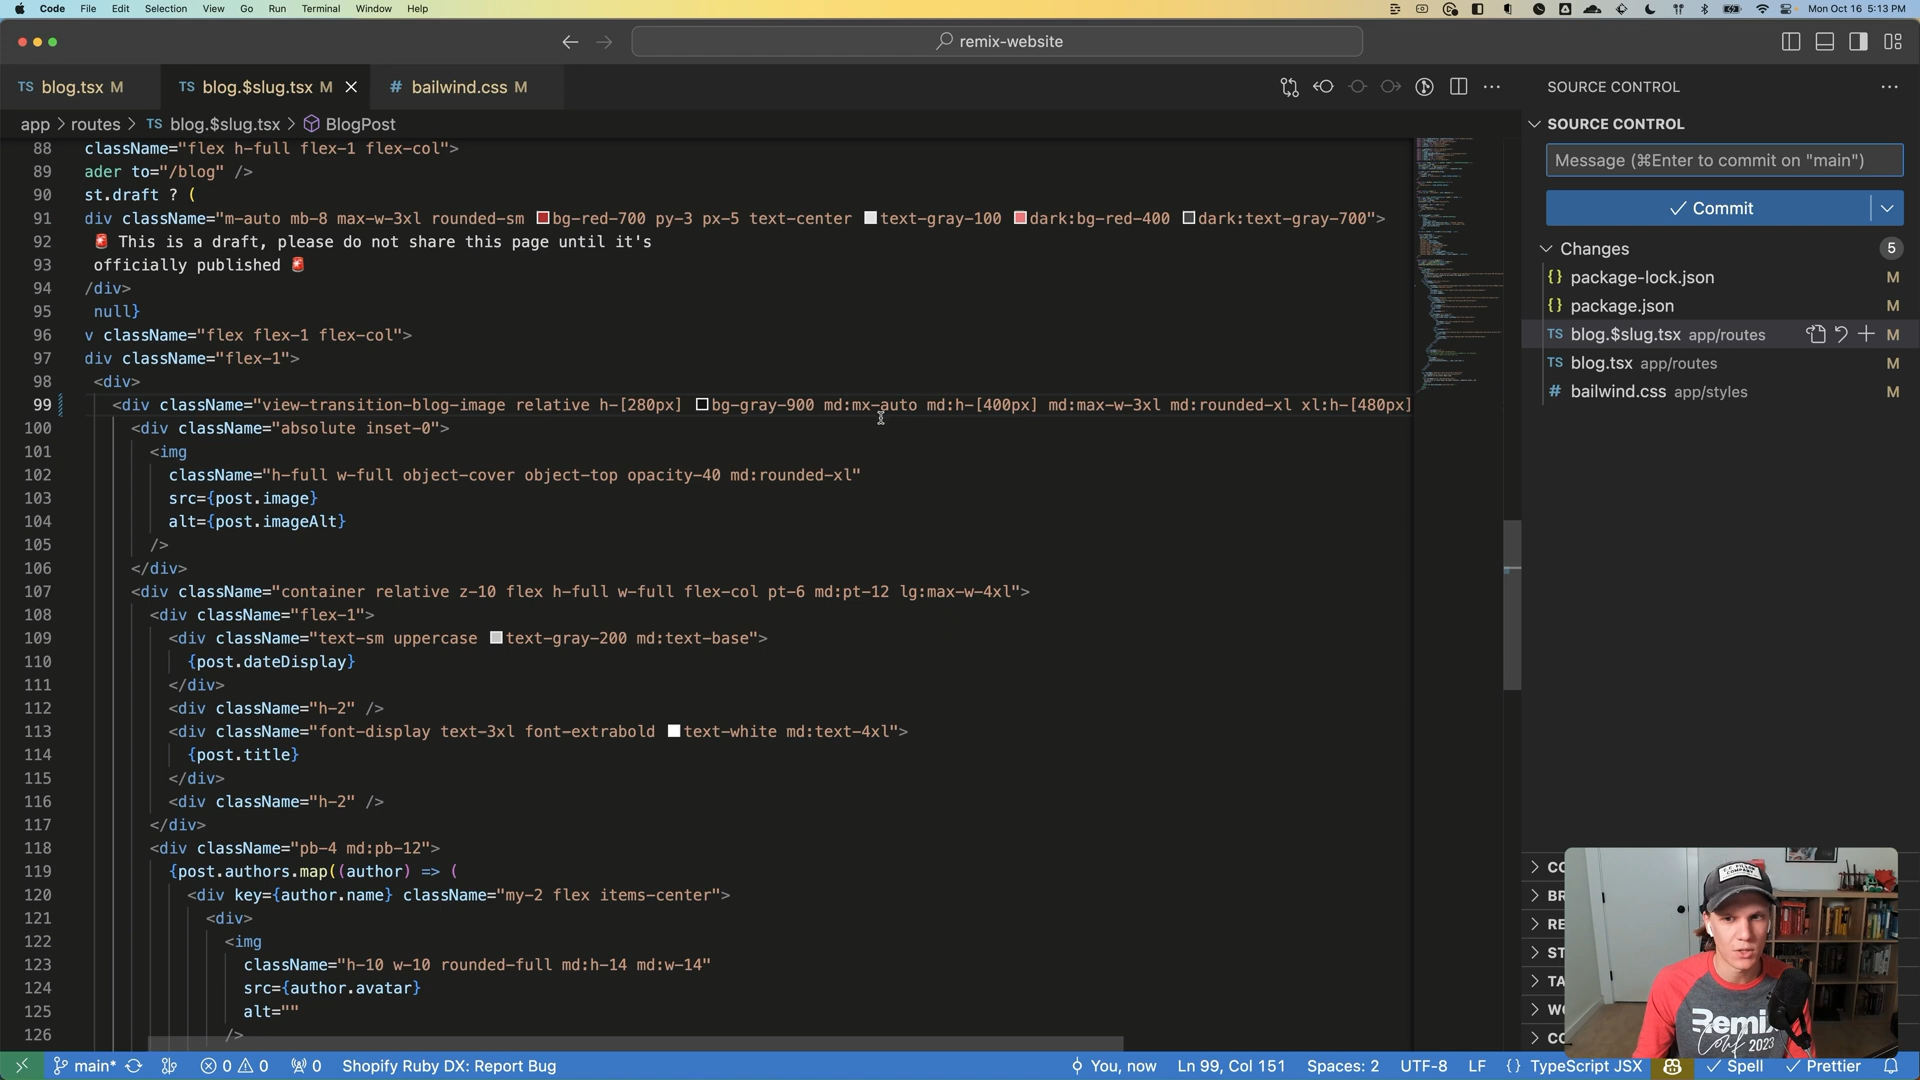 Code File Edit Selection View Go Run Terminal Window Help Mon Oct 16 5:13 PM
remix-website
TS blog.tsx M TS blog.$slug.tsx M # bailwind.css M
app > routes > TS blog.$slug.tsx > BlogPost
88 className="flex h-full flex-1 flex-col">
89 ader to="/blog" />
90 st.draft ? (
91 div className="m-auto mb-8 max-w-3xl rounded-sm bg-red-700 py-3 px-5 text-center text-gray-100 dark:bg-red-400 dark:text-gray-700">
92 🚨 This is a draft, please do not share this page until it's
93 officially published 🚨
94 /div>
95 null}
96 v className="flex flex-1 flex-col">
97 div className="flex-1">
98 <div>
99 <div className="view-transition-blog-image relative h-[280px] bg-gray-900 md:mx-auto md:h-[400px] md:max-w-3xl md:rounded-xl xl:h-[480px]
100 <div className="absolute inset-0">
101 <img
102 className="h-full w-full object-cover object-top opacity-40 md:rounded-xl"
103 src={post.image}
104 alt={post.imageAlt}
105 />
106 </div>
107 <div className="container relative z-10 flex h-full w-full flex-col pt-6 md:pt-12 lg:max-w-4xl">
108 <div className="flex-1">
109 <div className="text-sm uppercase text-gray-200 md:text-base">
110 {post.dateDisplay}
111 </div>
112 <div className="h-2" />
113 <div className="font-display text-3xl font-extrabold text-white md:text-4xl">
114 {post.title}
115 </div>
116 <div className="h-2" />
117 </div>
118 <div className="pb-4 md:pb-12">
119 {post.authors.map((author) => (
120 <div key={author.name} className="my-2 flex items-center">
121 <div>
122 <img
123 className="h-10 w-10 rounded-full md:h-14 md:w-14"
124 src={author.avatar}
125 alt=""
126 />
SOURCE CONTROL
SOURCE CONTROL
Message (⌘Enter to commit on "main")
Commit
Changes 5
{} package-lock.json M
{} package.json M
TS blog.$slug.tsx app/routes M
TS blog.tsx app/routes M
# bailwind.css app/styles M
CO
BR
RE
ST
TA
WO
CO
Remix
Conf 2023
main* 0 0 0 Shopify Ruby DX: Report Bug You, now Ln 99, Col 151 Spaces: 2 UTF-8 LF {} TypeScript JSX Spell Prettier